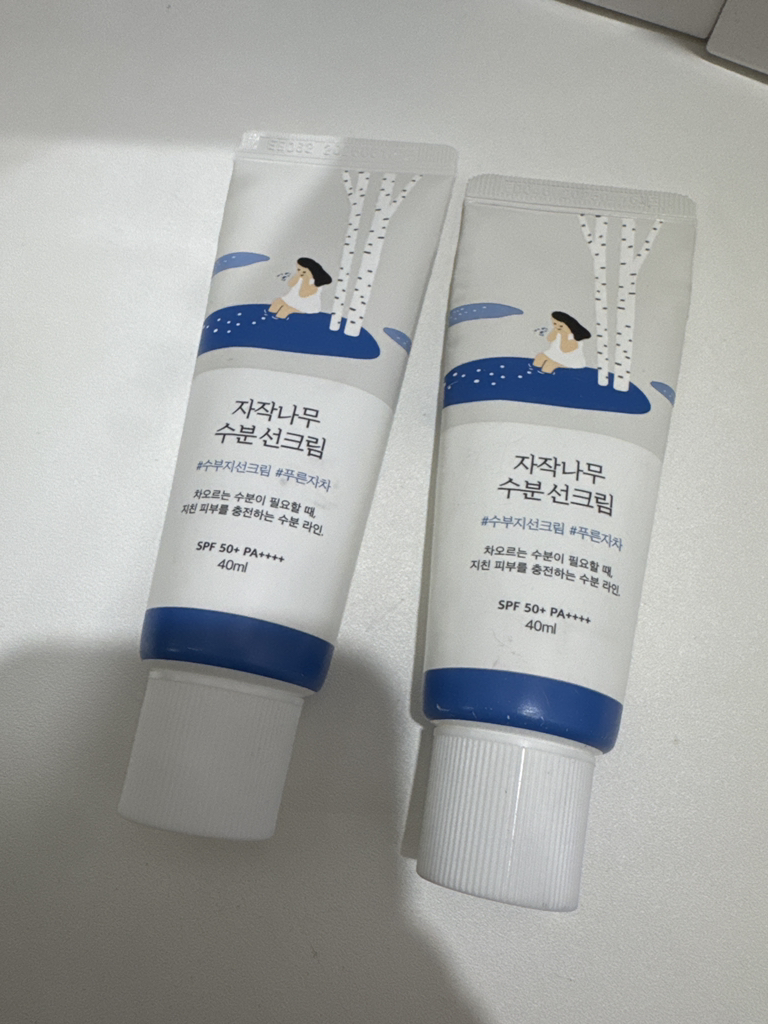 자작나무
수분 선크림
#수부지선크림 #푸른자차
차오르는 수분이 필요할 때,
지친 피부를 충전하는 수분 라인.
SPF 50+ PA++++
40ml
자작나무
수분 선크림
#수부지선크림 #푸른자차
차오르는 수분이 필요할 때,
지친 피부를 충전하는 수분 라인.
SPF 50+ PA++++
40ml